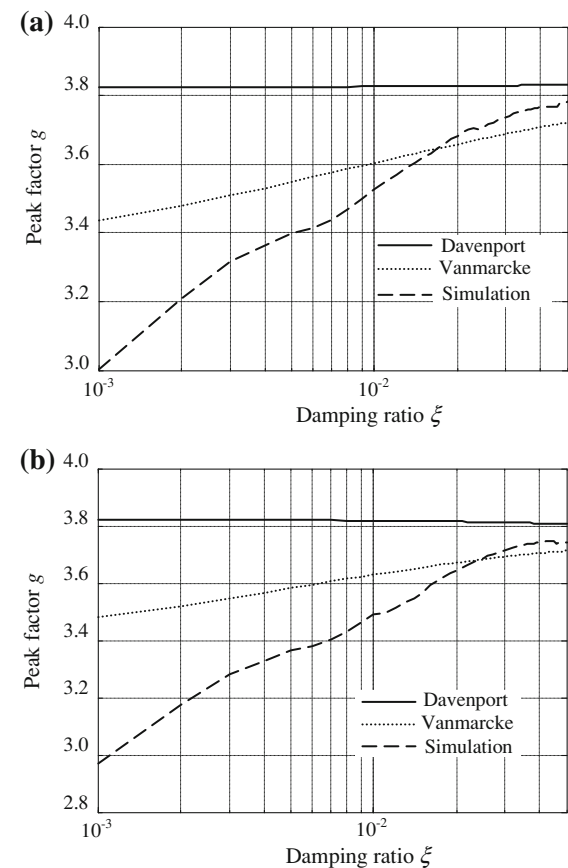 (a)
4.0
3.8
3.6
3.4
3.2
3.0
Peak factor g
Davenport
Vanmarcke
Simulation
10⁻³
10⁻²
Damping ratio ξ
(b)
4.0
3.8
3.6
3.4
3.2
3.0
2.8
Peak factor g
Davenport
Vanmarcke
Simulation
10⁻³
10⁻²
Damping ratio ξ